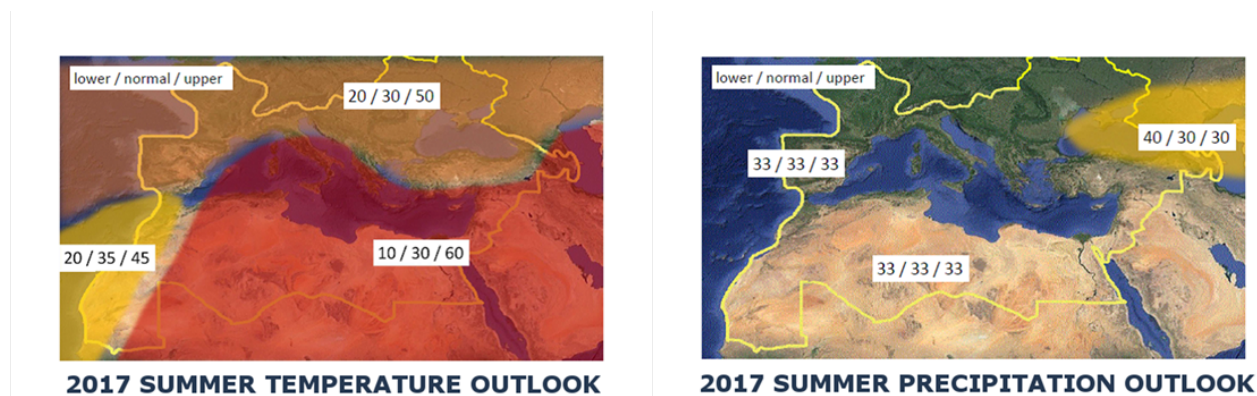 lower / normal / upper
20 / 30 / 50
20 / 35 / 45
10 / 30 / 60
2017 SUMMER TEMPERATURE OUTLOOK
lower / normal / upper
40 / 30 / 30
33 / 33 / 33
33 / 33 / 33
2017 SUMMER PRECIPITATION OUTLOOK